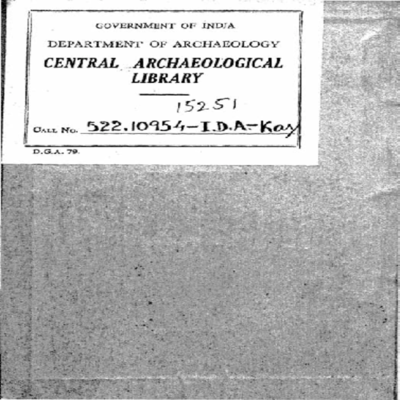 GOVERNMENT OF INDIA
DEPARTMENT OF ARCHAEOLOGY
CENTRAL ARCHAEOLOGICAL
LIBRARY
15251
CALL No. 522.10954-I.D.A.-Kay
D.G.A. 79.